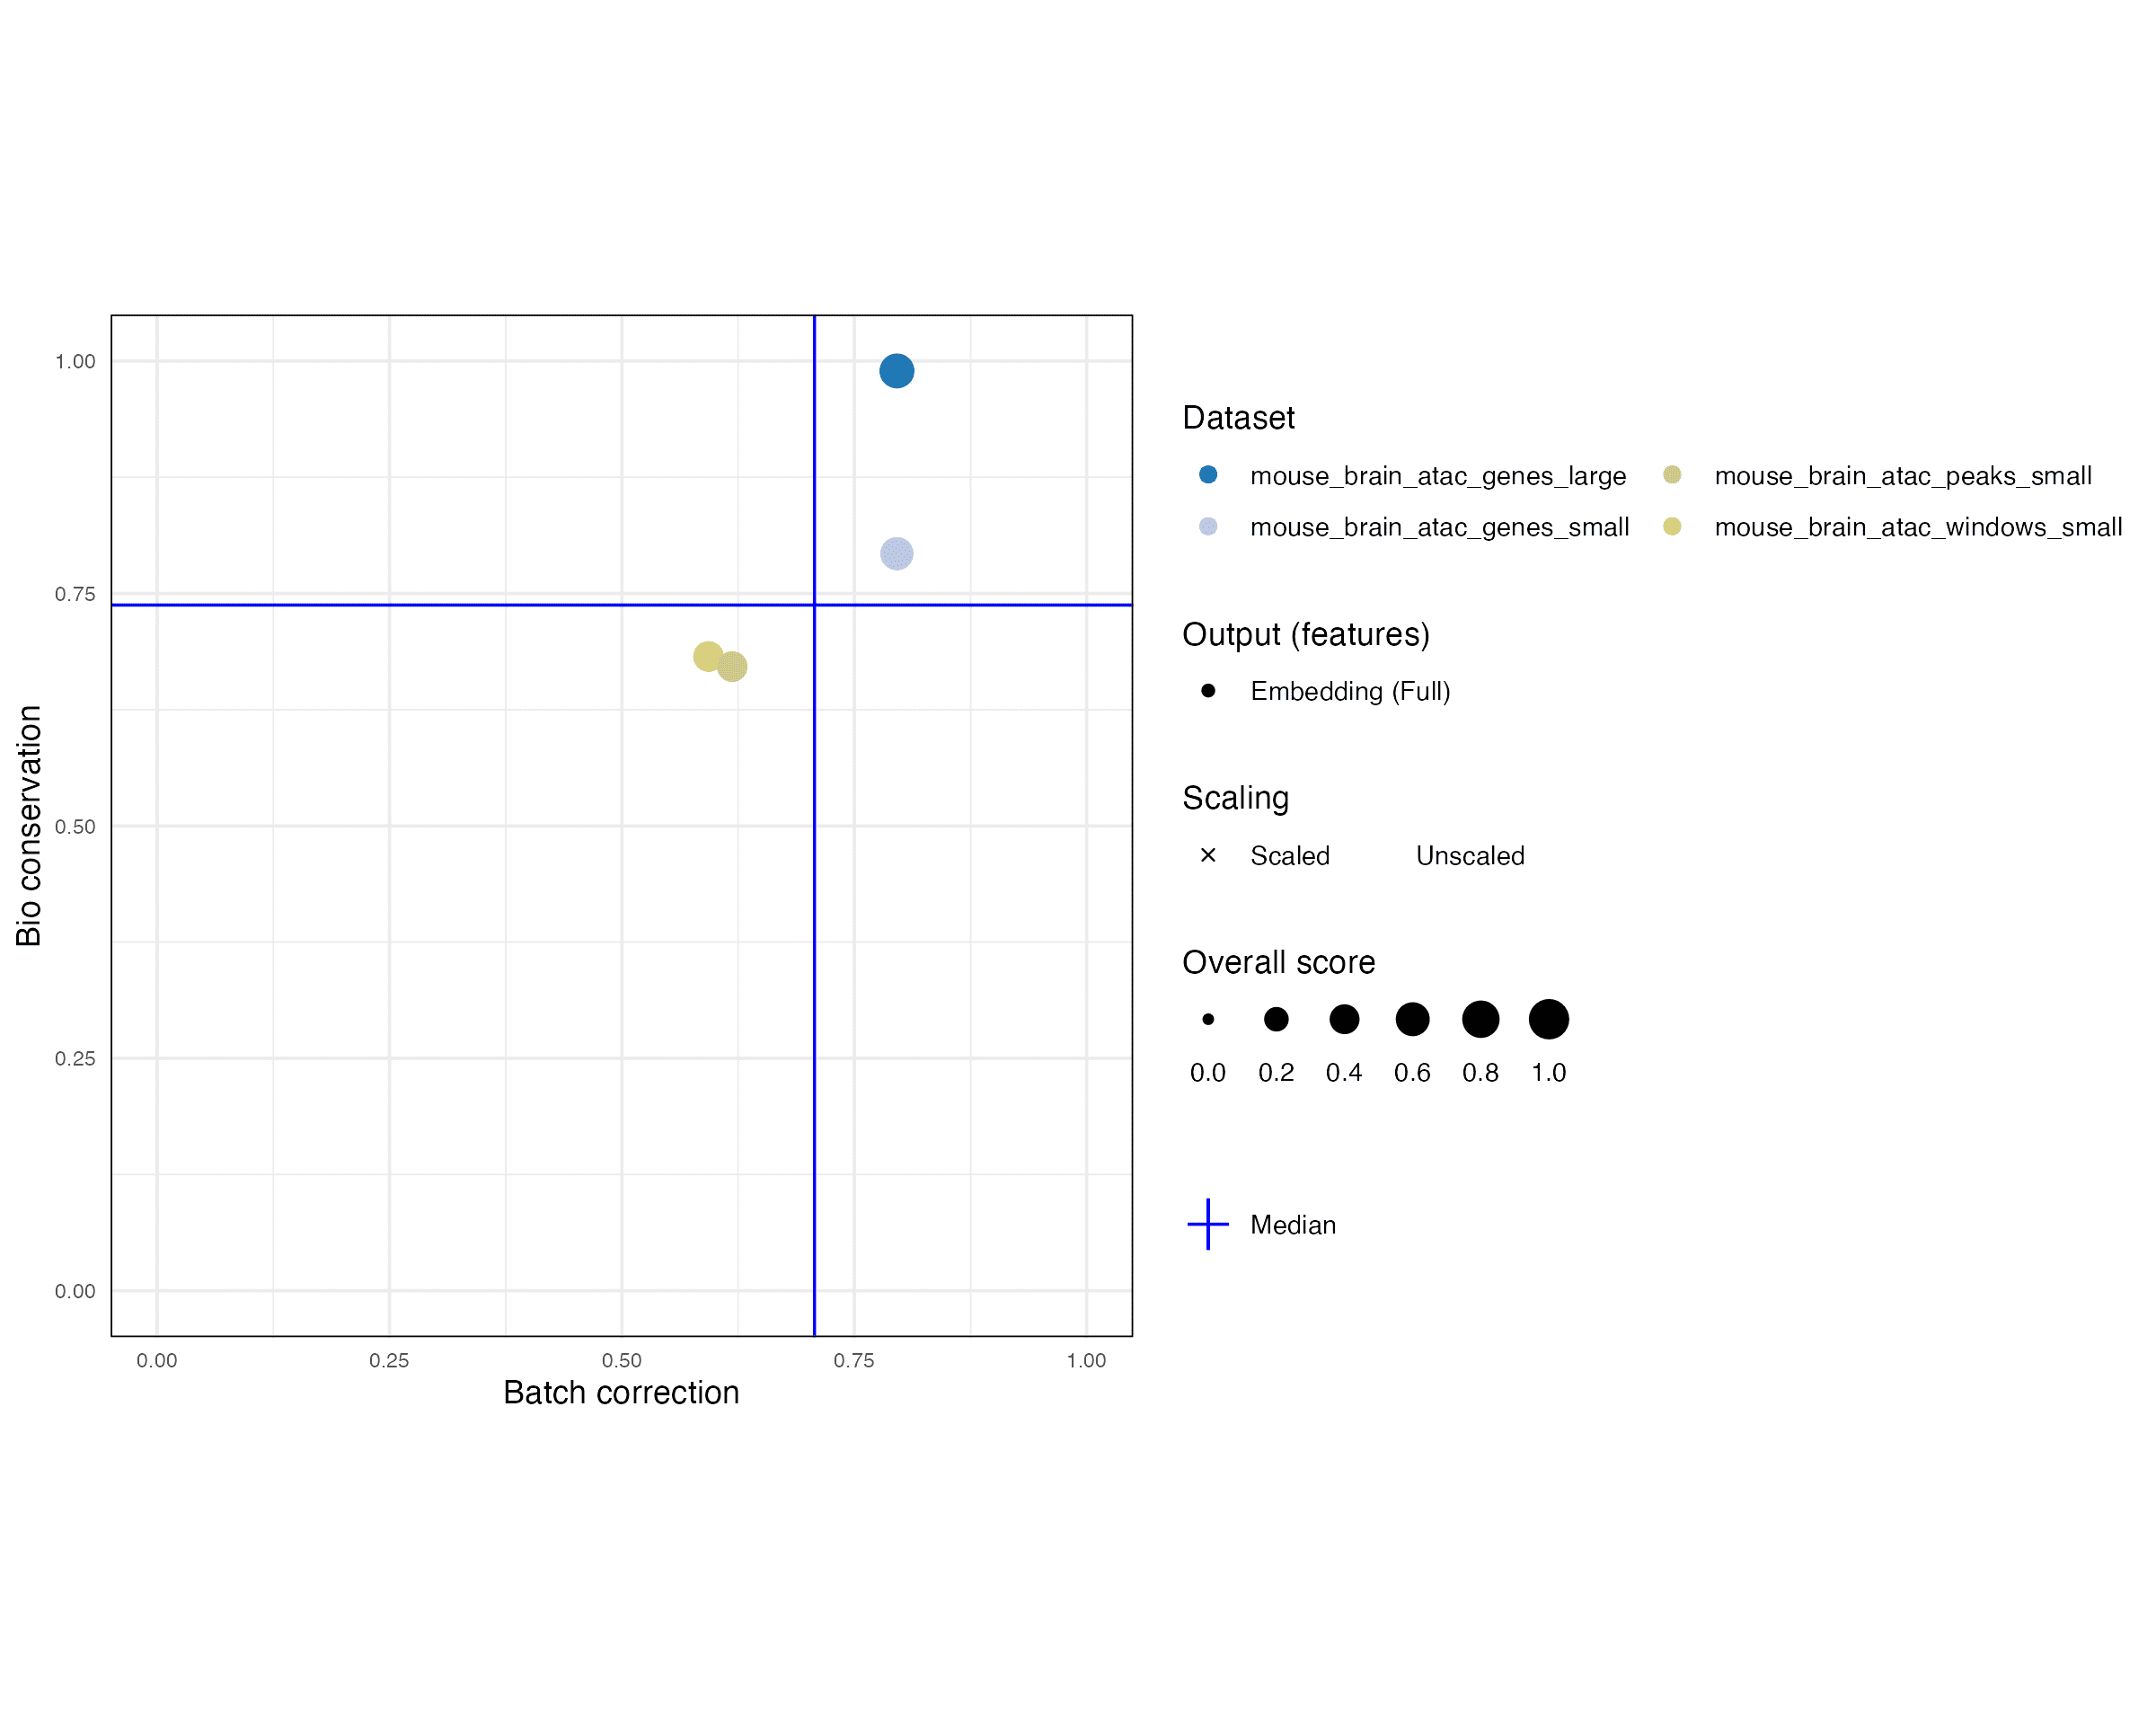 1.00
0.75
0.50
0.25
0.00
Bio conservation
0.00 0.25 0.50 0.75 1.00
Batch correction
Dataset
mouse_brain_atac_genes_large mouse_brain_atac_peaks_small
mouse_brain_atac_genes_small mouse_brain_atac_windows_small
Output (features)
Embedding (Full)
Scaling
Scaled Unscaled
Overall score
0.0 0.2 0.4 0.6 0.8 1.0
Median